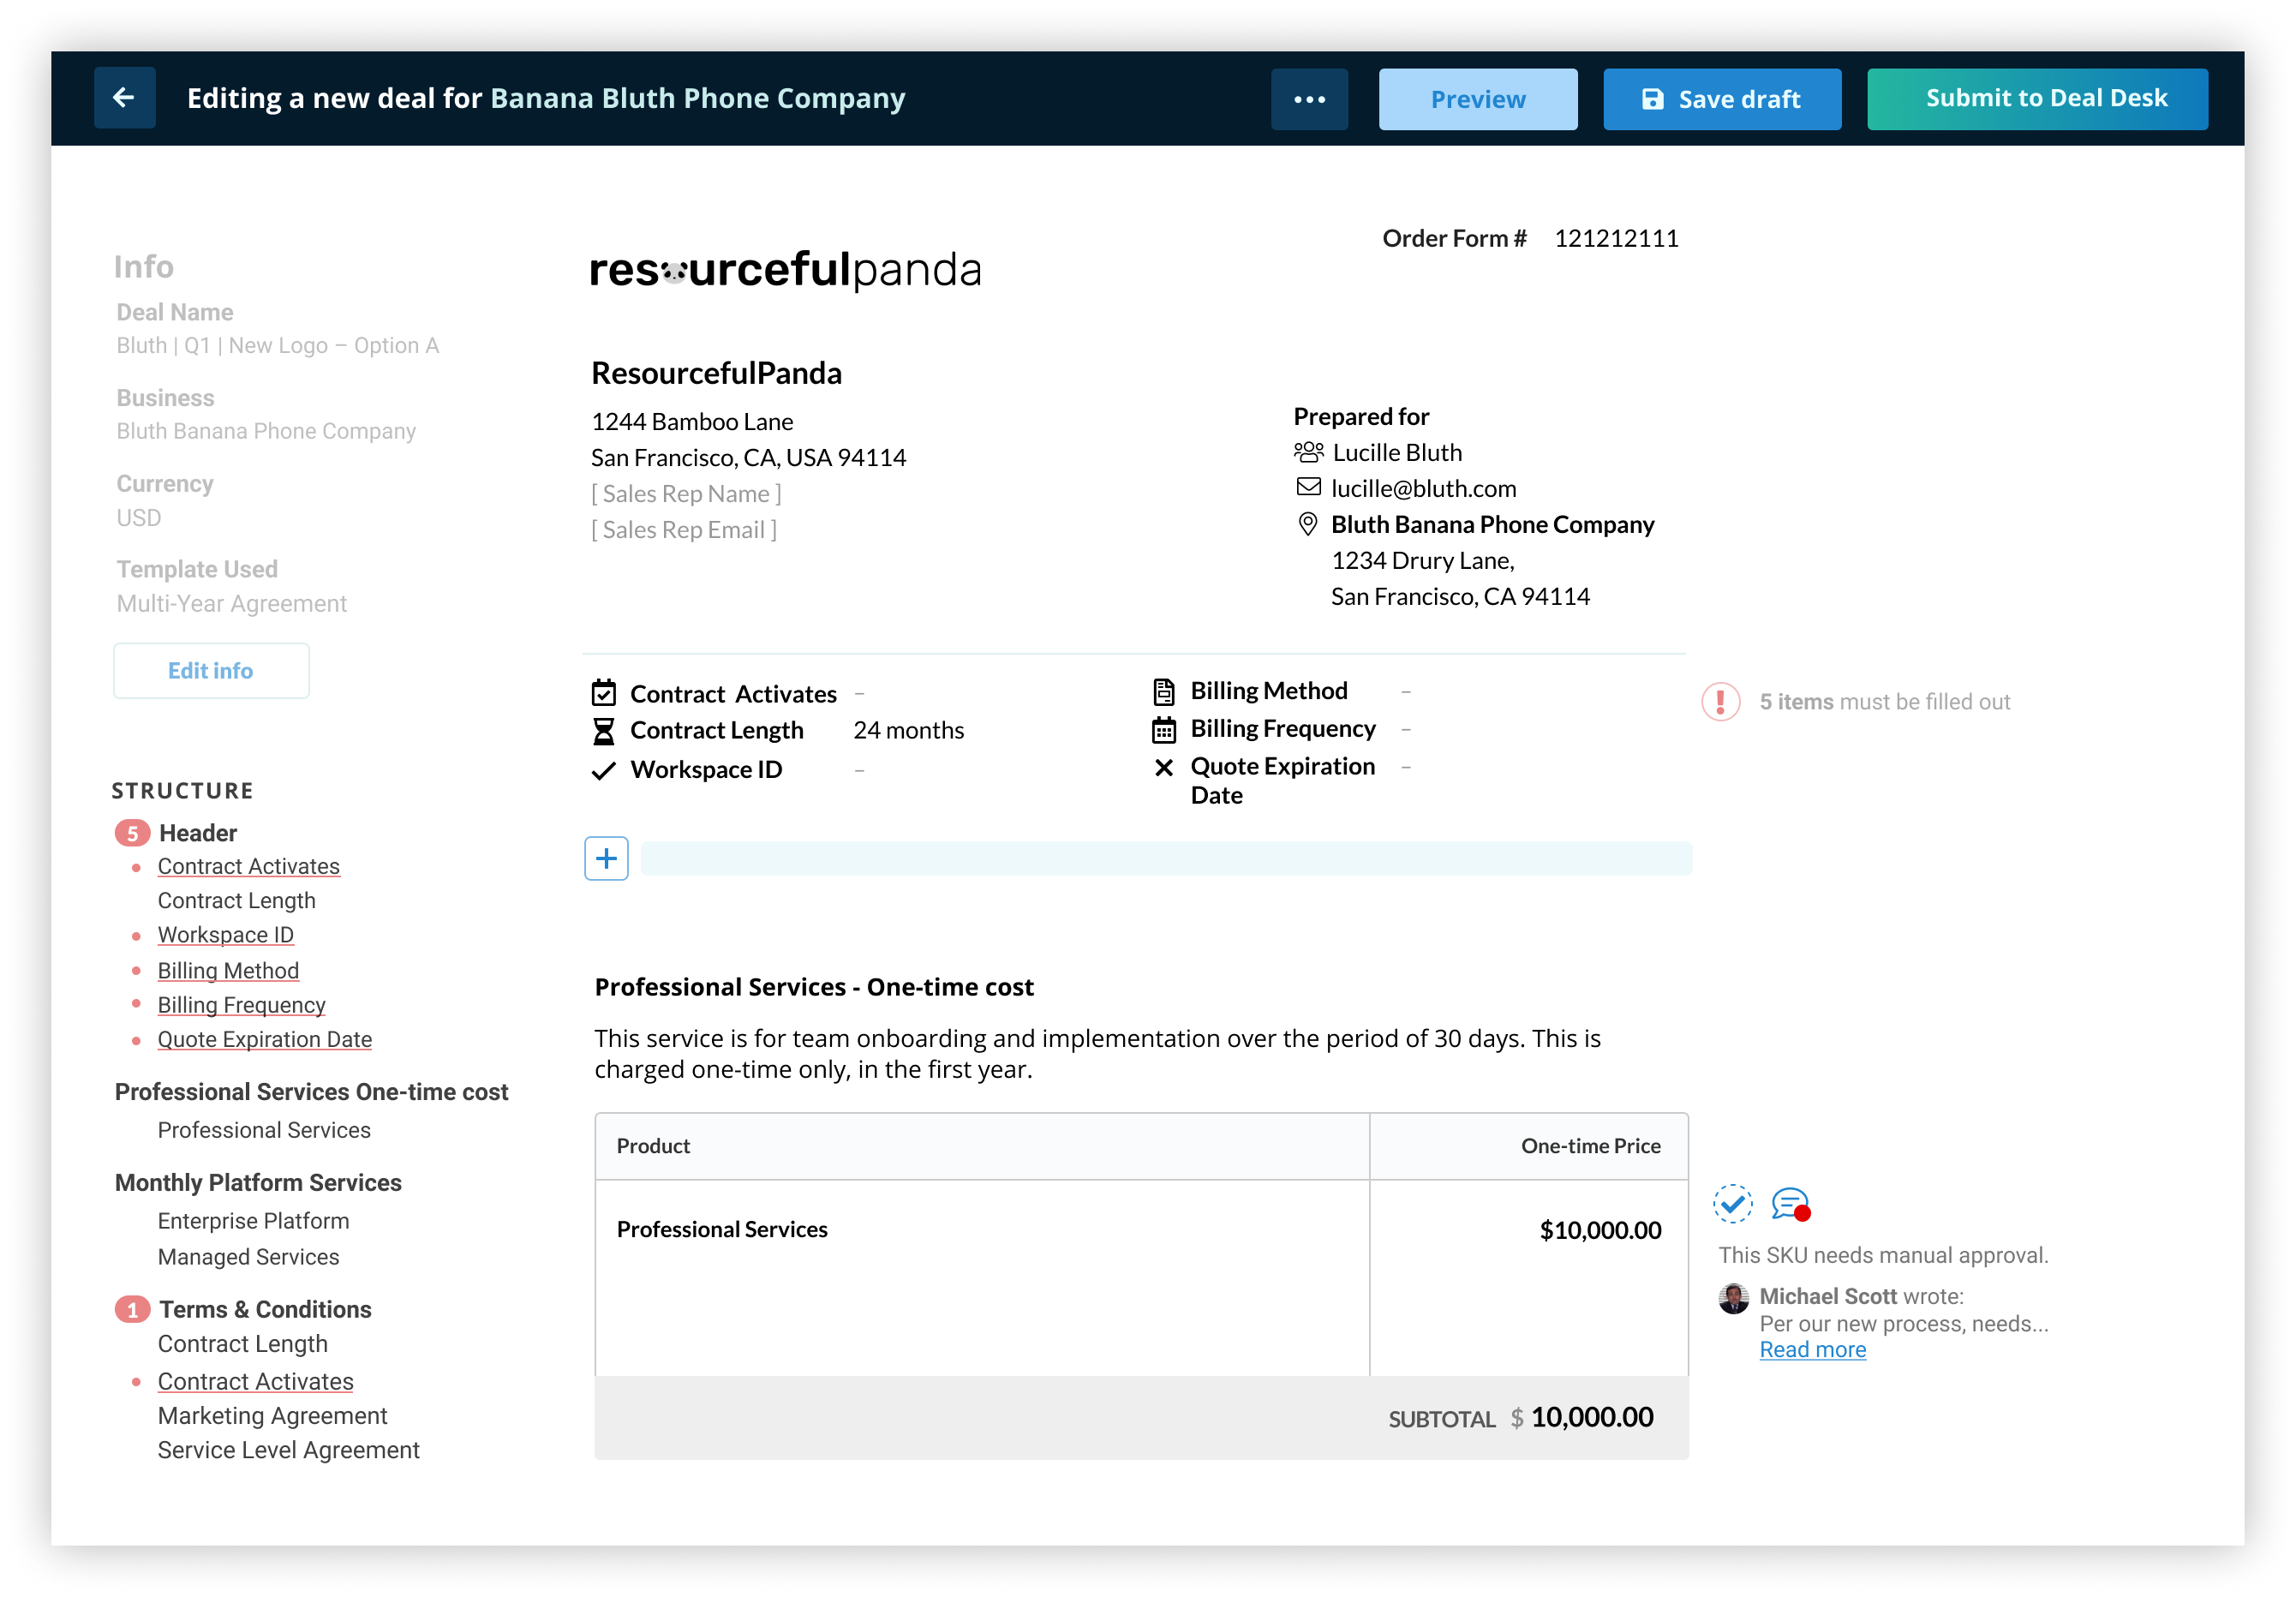 Editing a new deal for Banana Bluth Phone Company
Preview
Save draft
Submit to Deal Desk
Info
Deal Name
Bluth | Q1 | New Logo – Option A
Business
Bluth Banana Phone Company
Currency
USD
Template Used
Multi-Year Agreement
Edit info
STRUCTURE
5 Header
Contract Activates
Contract Length
Workspace ID
Billing Method
Billing Frequency
Quote Expiration Date
Professional Services One-time cost
Professional Services
Monthly Platform Services
Enterprise Platform
Managed Services
1 Terms & Conditions
Contract Length
Contract Activates
Marketing Agreement
Service Level Agreement
Order Form # 121212111
resourcefulpanda
ResourcefulPanda
1244 Bamboo Lane
San Francisco, CA, USA 94114
[ Sales Rep Name ]
[ Sales Rep Email ]
Prepared for
Lucille Bluth
lucille@bluth.com
Bluth Banana Phone Company
1234 Drury Lane,
San Francisco, CA 94114
Contract Activates –
Contract Length 24 months
Workspace ID –
Billing Method –
Billing Frequency –
Quote Expiration –
Date
5 items must be filled out
Professional Services - One-time cost
This service is for team onboarding and implementation over the period of 30 days. This is
charged one-time only, in the first year.
Product One-time Price
Professional Services $10,000.00
SUBTOTAL $ 10,000.00
This SKU needs manual approval.
Michael Scott wrote:
Per our new process, needs...
Read more